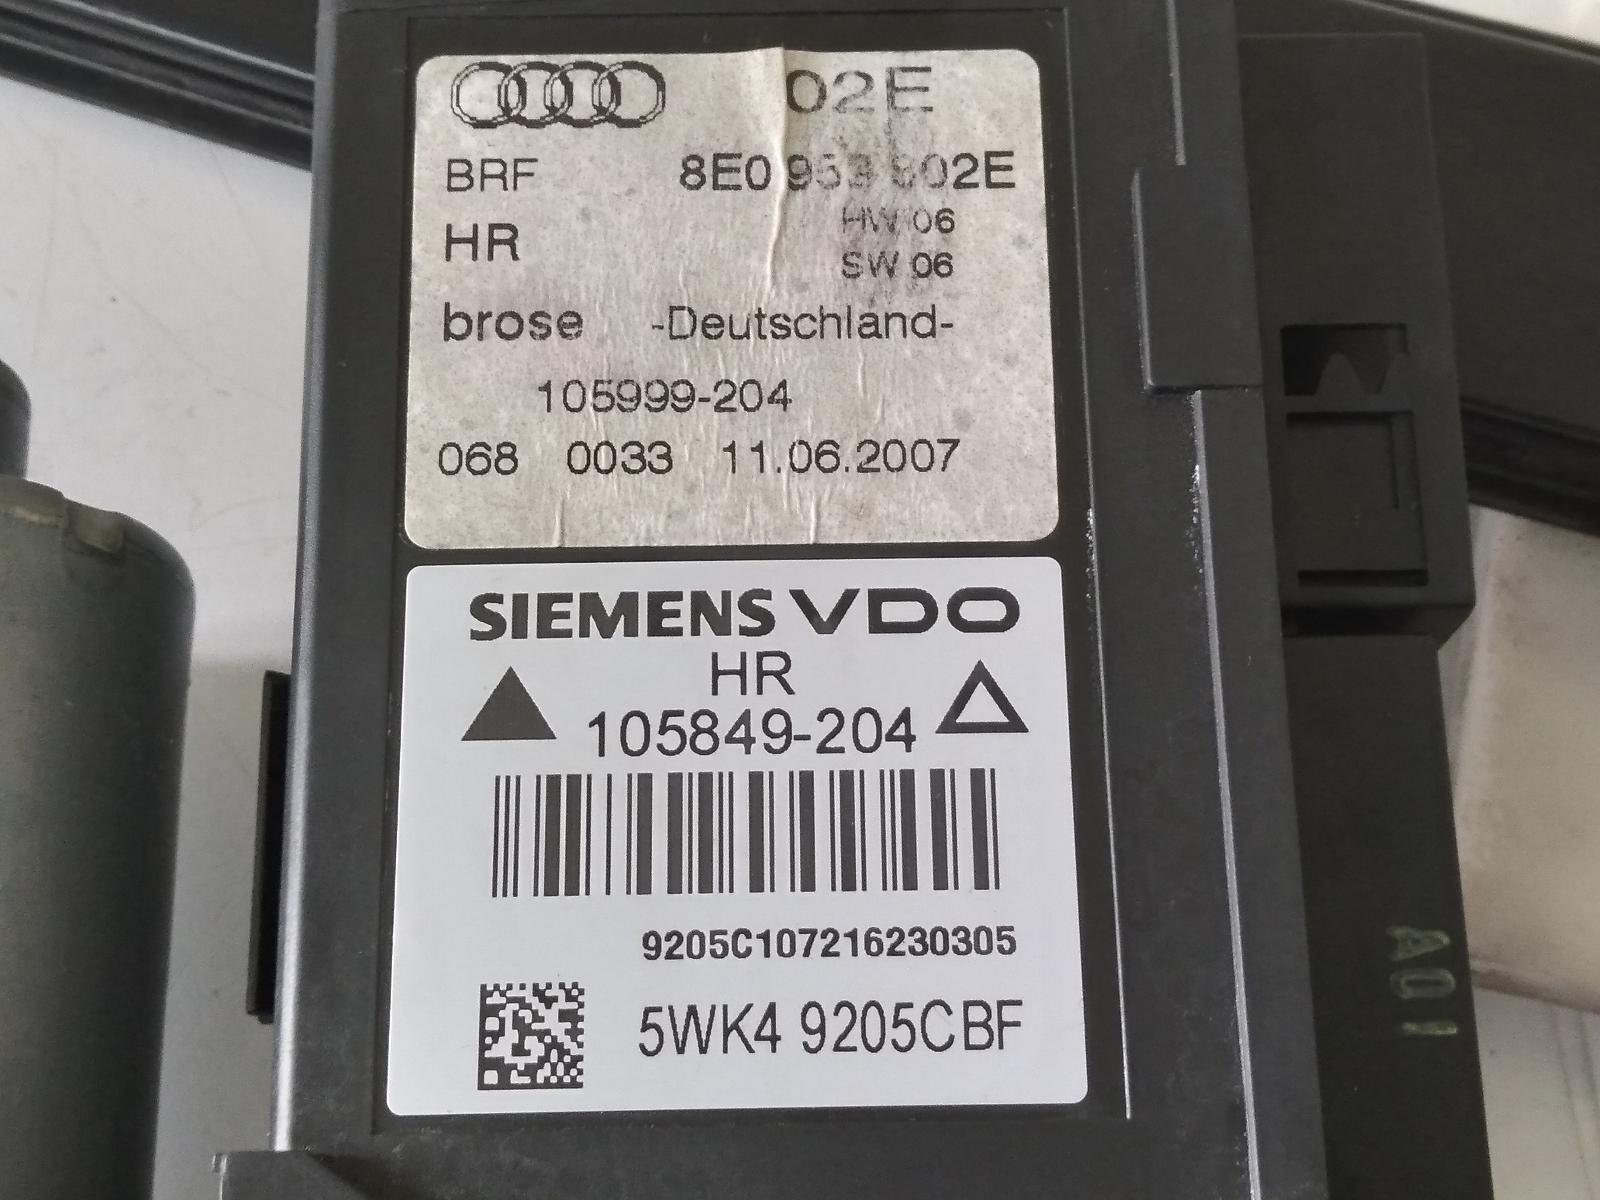 02E
BRF 8E0 959 802E
HR HW 06
SW 06
brose -Deutschland-
105999-204
068 0033 11.06.2007
SIEMENS VDO
HR
105849-204
9205C107216230305
5WK4 9205CBF
A01